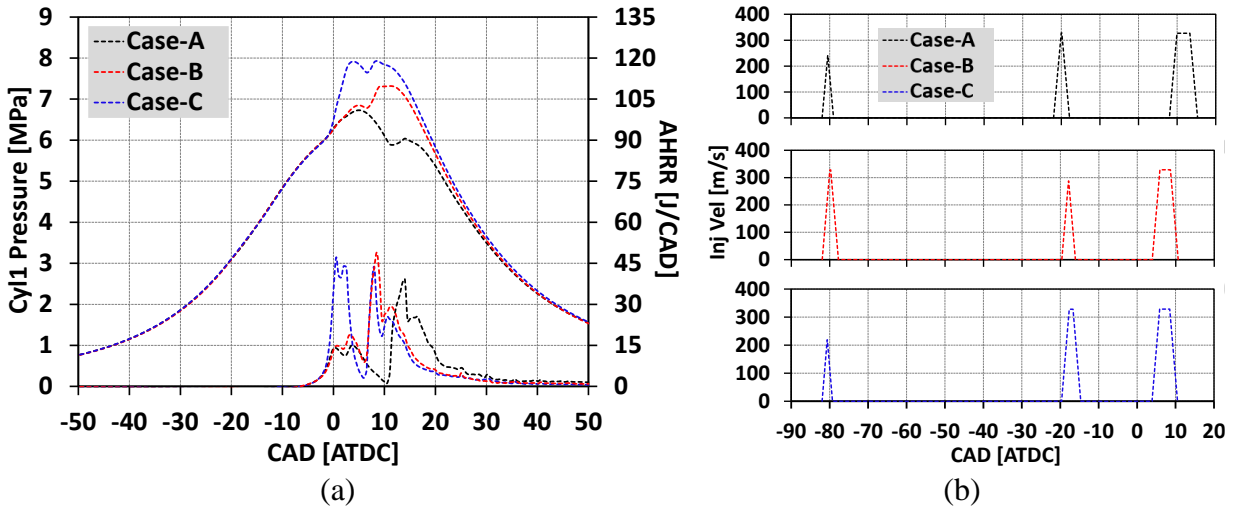 9
8
7
6
5
4
3
2
1
0
Cyl1 Pressure [MPa]
Case-A
Case-B
Case-C
135
120
105
90
75
60
45
30
15
0
AHRR [J/CAD]
-50 -40 -30 -20 -10 0 10 20 30 40 50
CAD [ATDC]
(a)
400
300
200
100
0
Case-A
Case-B
Case-C
400
300
200
100
0
Inj Vel [m/s]
400
300
200
100
0
-90 -80 -70 -60 -50 -40 -30 -20 -10 0 10 20
CAD [ATDC]
(b)